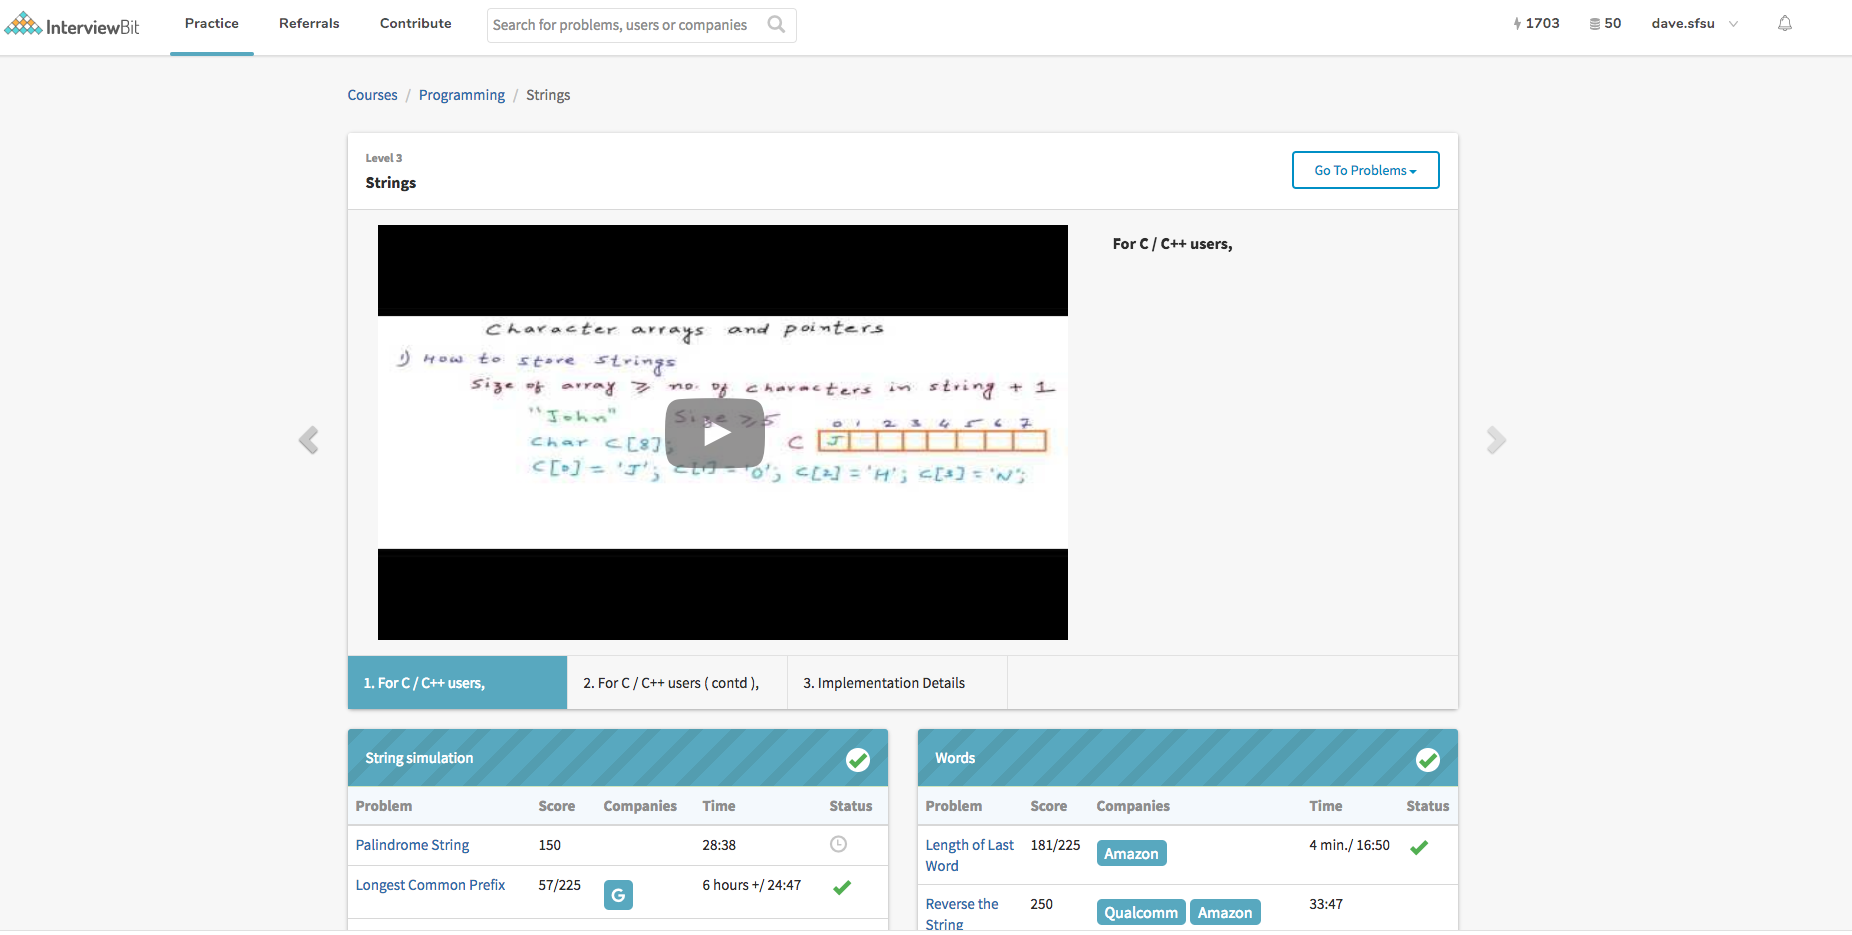 InterviewBit
Practice
Referrals
Contribute
Search for problems, users or companies
1703
50
dave.sfsu
Courses / Programming / Strings
Level 3
Strings
Go To Problems
Character arrays and pointers
1) How to store strings
Size of array ≥ no. of characters in string + 1
"John" Size ≥ 5
0 1 2 3 4 5 6 7
char c[8]; C J
c[0] = 'J'; c[1] = 'O'; c[2] = 'H'; c[3] = 'N';
For C / C++ users,
1. For C / C++ users,
2. For C / C++ users ( contd ),
3. Implementation Details
String simulation
Problem Score Companies Time Status
Palindrome String 150 28:38
Longest Common Prefix 57/225 G 6 hours +/ 24:47
Words
Problem Score Companies Time Status
Length of Last 181/225 Amazon 4 min./ 16:50
Word
Reverse the 250 Qualcomm Amazon 33:47
String